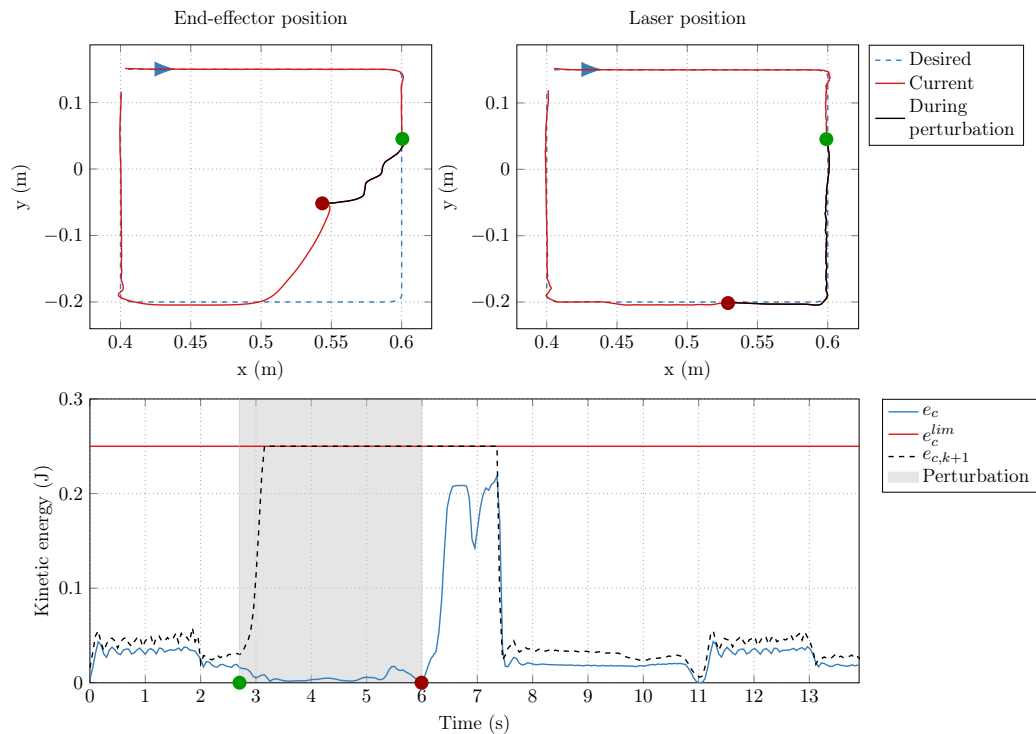 End-effector position
Laser position
0.1
0
−0.1
−0.2
y (m)
0.4
0.45
0.5
0.55
0.6
x (m)
0.1
0
−0.1
−0.2
y (m)
0.4
0.45
0.5
0.55
0.6
x (m)
Desired
Current
During
perturbation
0.3
0.2
0.1
0
Kinetic energy (J)
0 1 2 3 4 5 6 7 8 9 10 11 12 13
Time (s)
e_c
e_c^{lim}
e_{c,k+1}
Perturbation